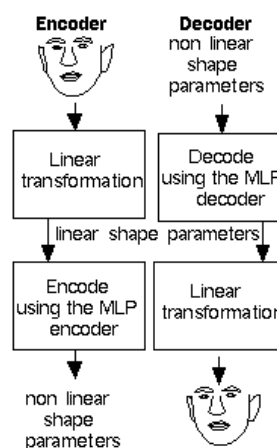 Encoder
Decoder
non linear
shape
parameters
Linear
transformation
Decode
using the MLP
decoder
linear shape parameters
Encode
using the MLP
encoder
Linear
transformation
non linear
shape
parameters